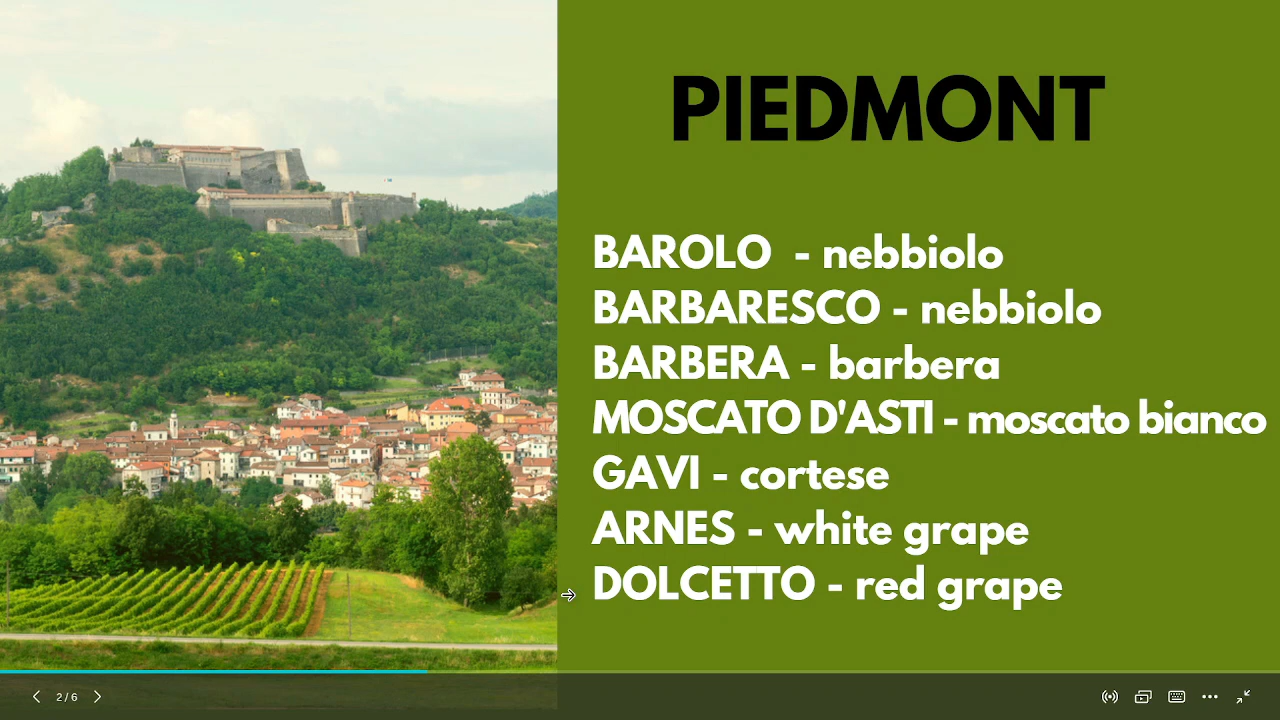 PIEDMONT
BAROLO - nebbiolo
BARBARESCO - nebbiolo
BARBERA - barbera
MOSCATO D'ASTI - moscato bianco
GAVI - cortese
ARNES - white grape
DOLCETTO - red grape
2 / 6